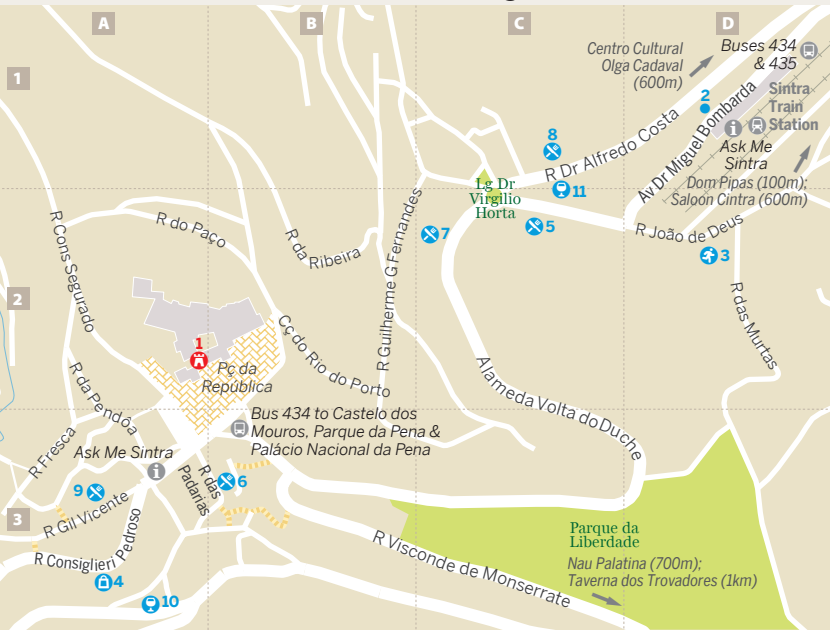 A
B
C
D
1
2
3
Centro Cultural
Olga Cadaval
(600m)
Buses 434
& 435
2
Sintra
Train
Station
Ask Me
Sintra
Av Dr Miguel Bombarda
8
R Dr Alfredo Costa
11
Lg Dr
Virgilio
Horta
Dom Pipas (100m);
Saloon Cintra (600m)
7
5
R João de Deus
3
R Cons Segurado
R do Paço
R da Ribeira
R Guilherme G Fernandes
R das Murtas
1
Pç da
República
Cç do Rio do Porto
Alameda Volta do Duche
R da Pendôa
Bus 434 to Castelo dos
Mouros, Parque da Pena &
Palácio Nacional da Pena
R Fresca
Ask Me Sintra
R das
Padarias
6
9
R Gil Vicente
R Consiglieri Pedroso
4
10
R Visconde de Monserrate
Parque da
Liberdade
Nau Palatina (700m);
Taverna dos Trovadores (1km)